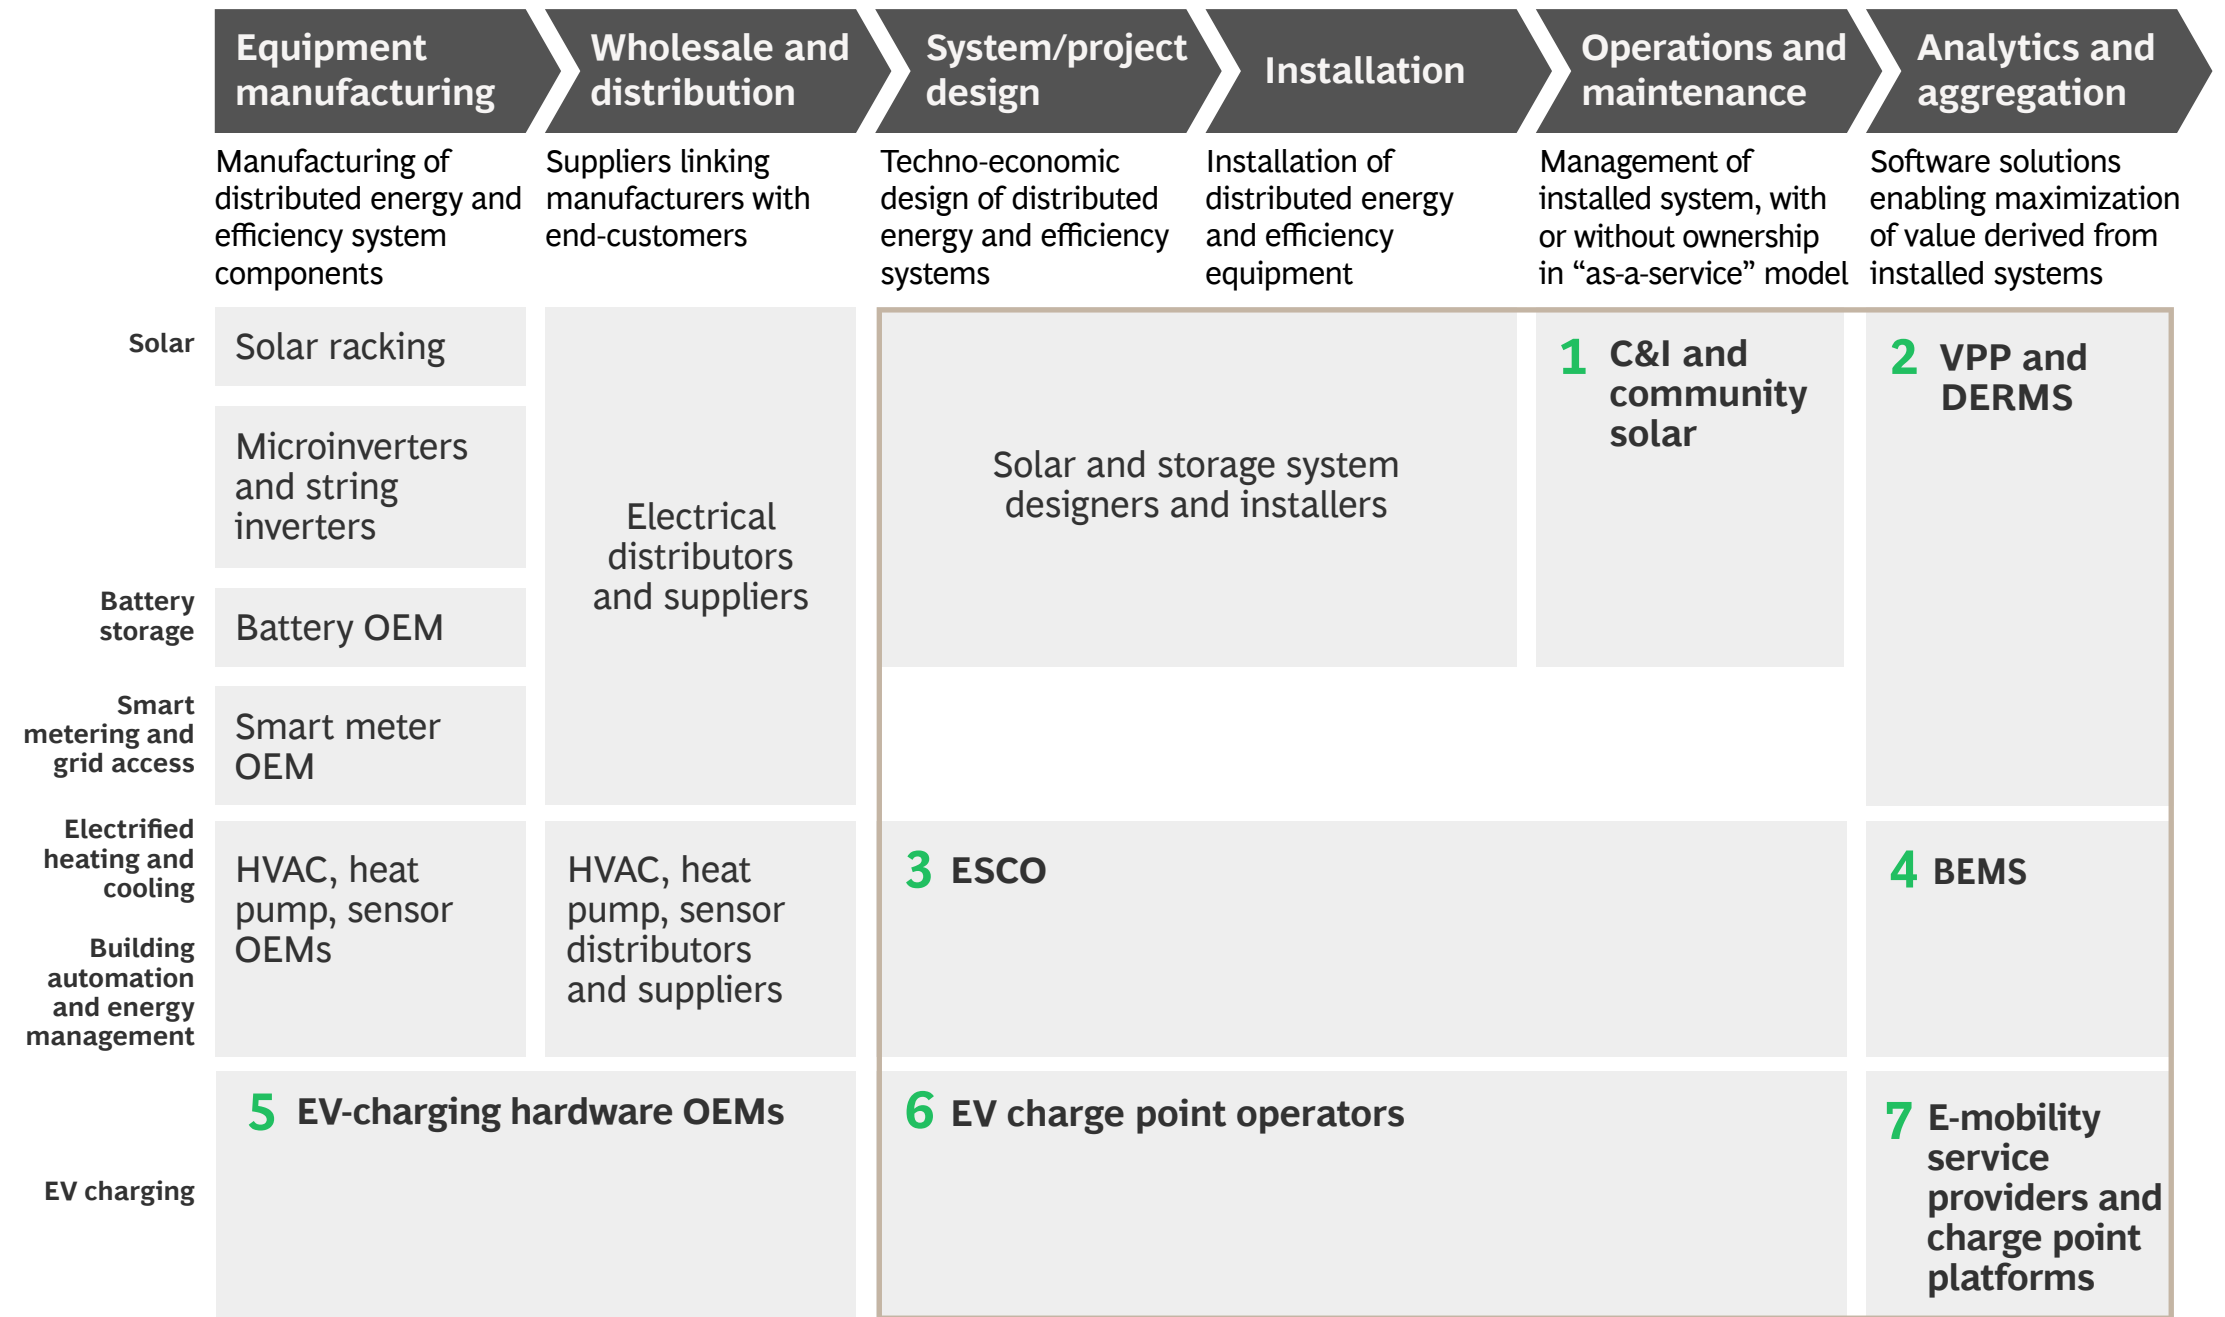 Equipment
manufacturing
Wholesale and
distribution
System/project
design
Installation
Operations and
maintenance
Analytics and
aggregation
Manufacturing of
distributed energy and
efficiency system
components
Suppliers linking
manufacturers with
end-customers
Techno-economic
design of distributed
energy and efficiency
systems
Installation of
distributed energy
and efficiency
equipment
Management of
installed system, with
or without ownership
in “as-a-service” model
Software solutions
enabling maximization
of value derived from
installed systems
Solar
Solar racking
Microinverters
and string
inverters
Electrical
distributors
and suppliers
Solar and storage system
designers and installers
1 C&I and
community
solar
2 VPP and
DERMS
Battery
storage
Battery OEM
Smart
metering and
grid access
Smart meter
OEM
Electrified
heating and
cooling
Building
automation
and energy
management
HVAC, heat
pump, sensor
OEMs
HVAC, heat
pump, sensor
distributors
and suppliers
3 ESCO
4 BEMS
EV charging
5 EV-charging hardware OEMs
6 EV charge point operators
7 E-mobility
service
providers and
charge point
platforms